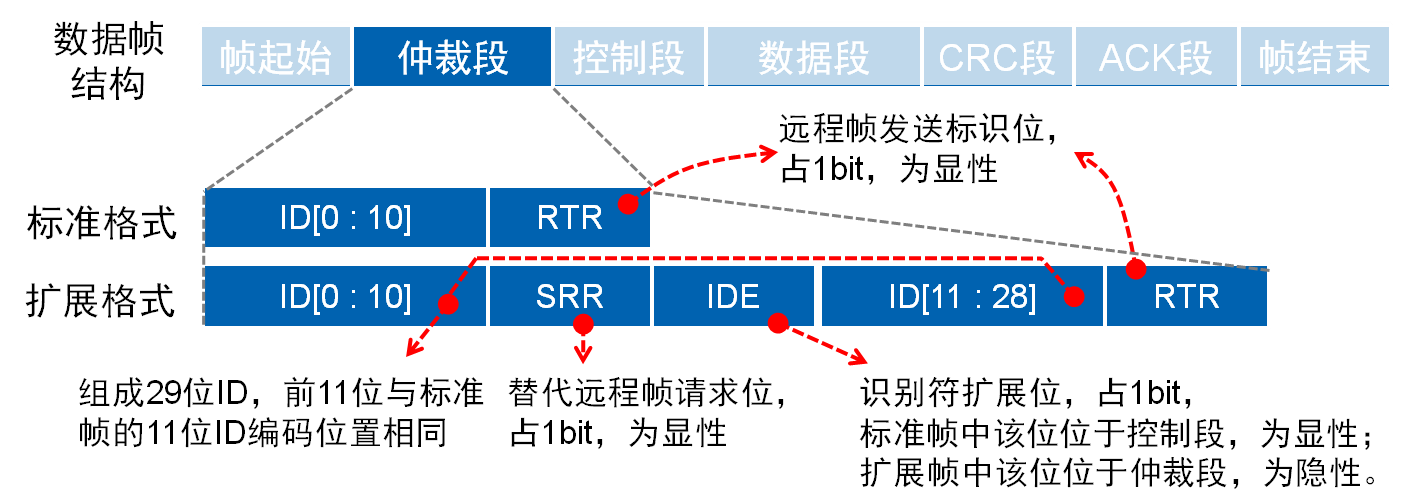 数据帧
结构
帧起始 仲裁段 控制段 数据段 CRC段 ACK段 帧结束
远程帧发送标识位，
占1bit，为显性
标准格式 ID[0 : 10] RTR
扩展格式 ID[0 : 10] SRR IDE ID[11 : 28] RTR
组成29位ID，前11位与标准
帧的11位ID编码位置相同
替代远程帧请求位，
占1bit，为显性
识别符扩展位，占1bit，
标准帧中该位位于控制段，为显性；
扩展帧中该位位于仲裁段，为隐性。